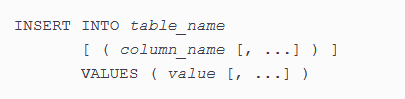 INSERT INTO table_name
[ ( column_name [, ...] ) ]
VALUES ( value [, ...] )